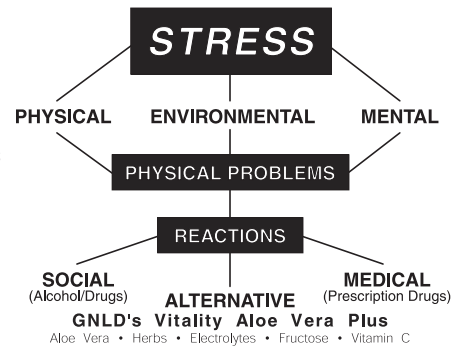 STRESS
PHYSICAL ENVIRONMENTAL MENTAL
PHYSICAL PROBLEMS
REACTIONS
SOCIAL MEDICAL
(Alcohol/Drugs) ALTERNATIVE (Prescription Drugs)
GNLD's Vitality Aloe Vera Plus
Aloe Vera • Herbs • Electrolytes • Fructose • Vitamin C